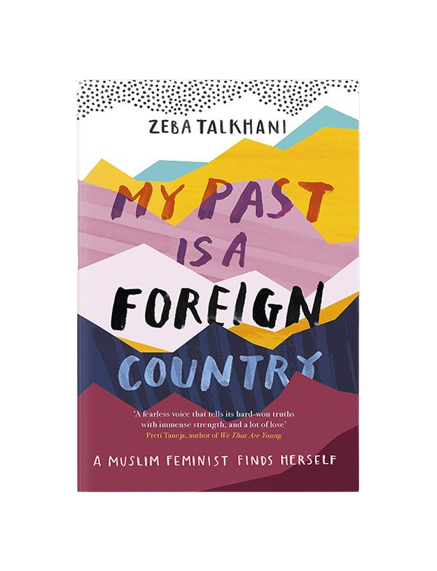 ZEBA TALKHANI
MY PAST
IS A
FOREIGN
COUNTRY
'A fearless voice that tells its hard-won truths
with immense strength, and a lot of love'
Preti Taneja, author of We That Are Young
A MUSLIM FEMINIST FINDS HERSELF